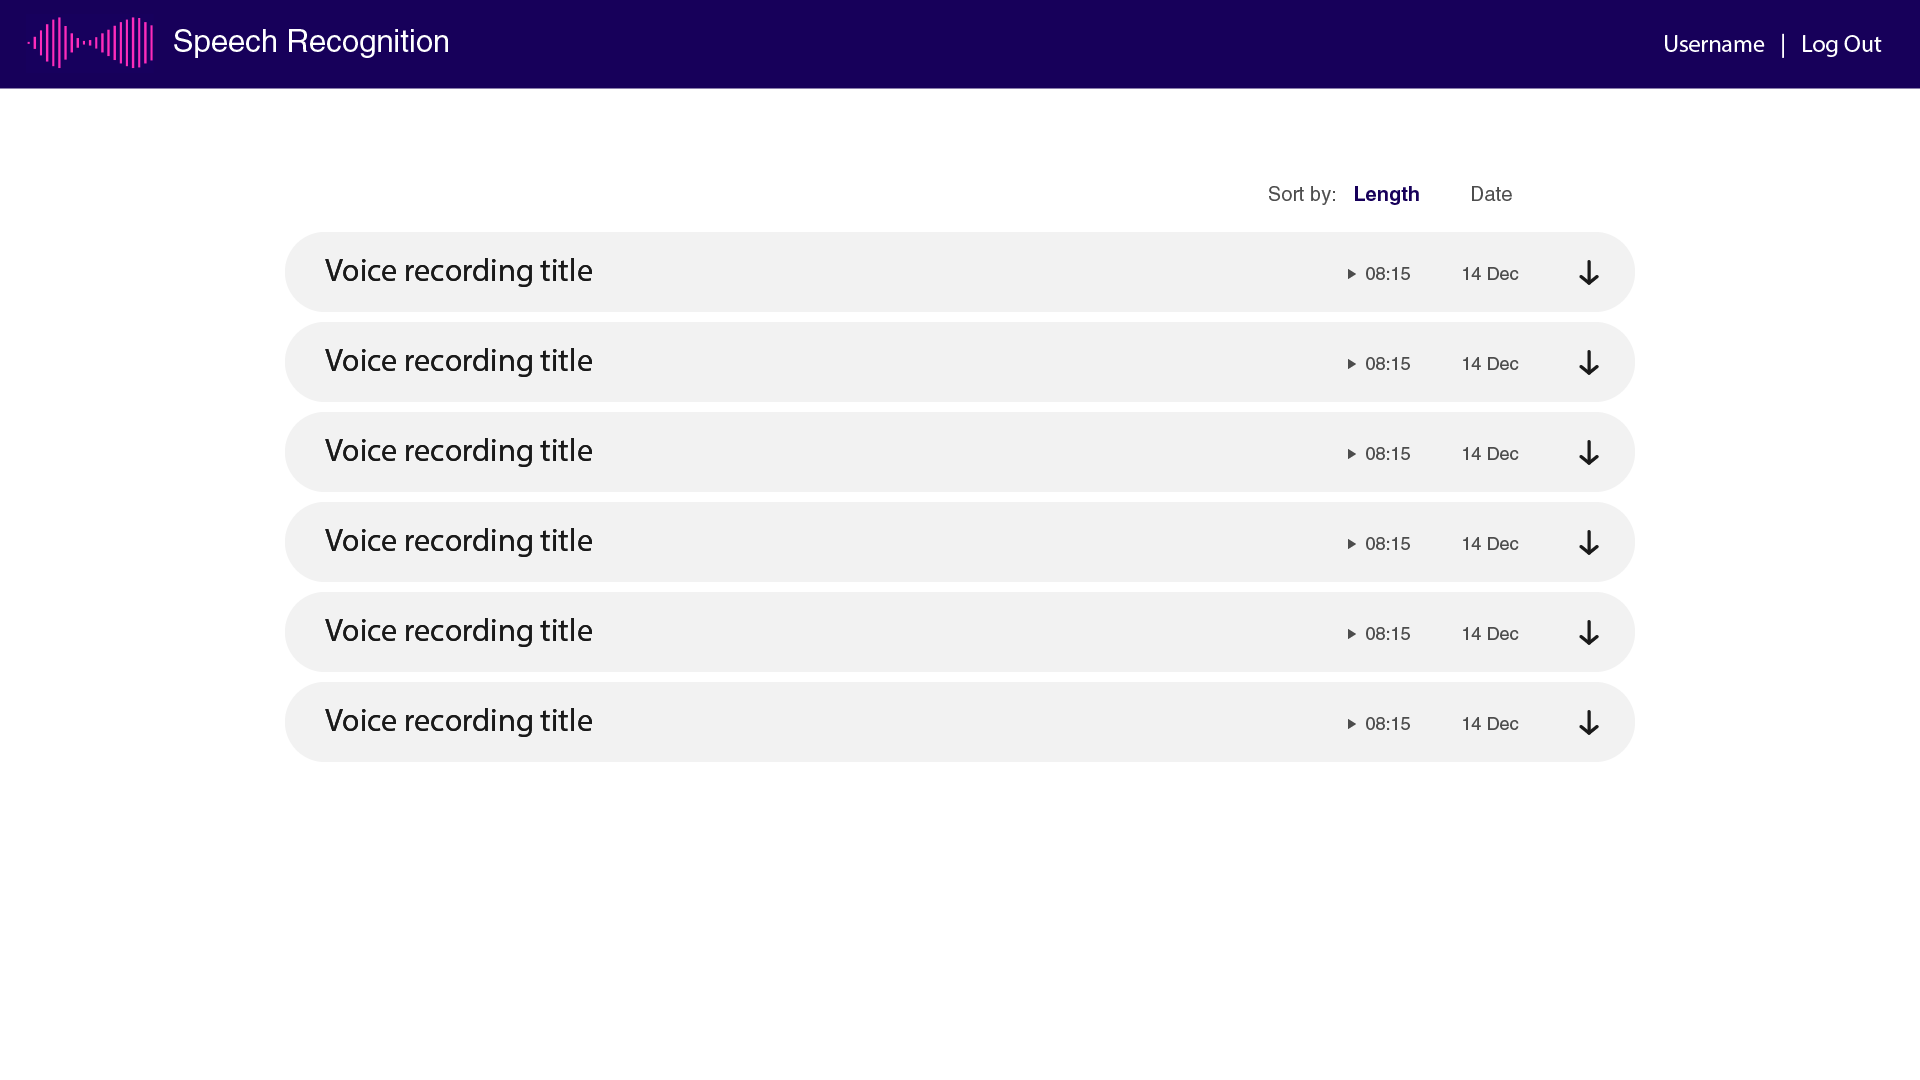 Speech Recognition
Username | Log Out
Sort by: Length Date
Voice recording title 08:15 14 Dec
Voice recording title 08:15 14 Dec
Voice recording title 08:15 14 Dec
Voice recording title 08:15 14 Dec
Voice recording title 08:15 14 Dec
Voice recording title 08:15 14 Dec